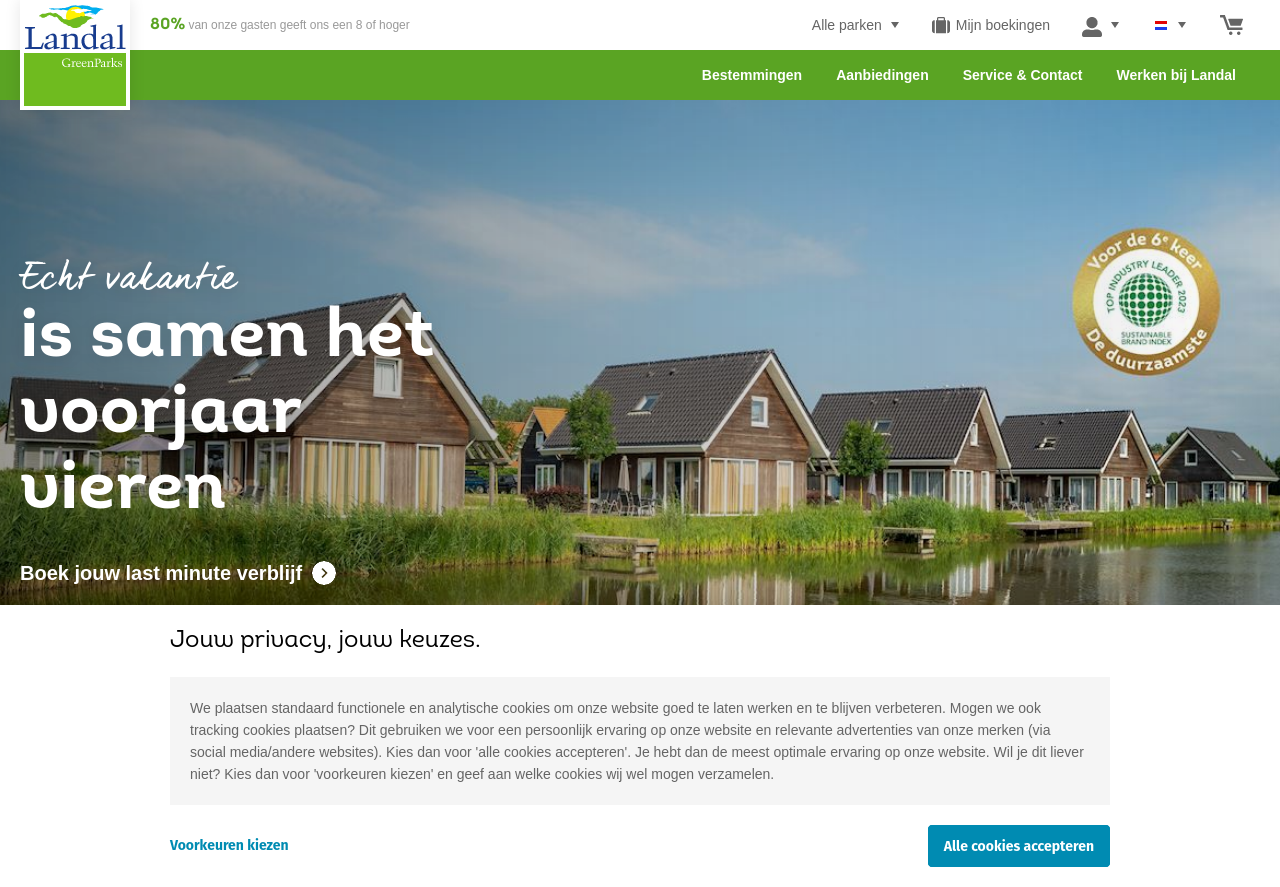 Landal
GreenParks
80% van onze gasten geeft ons een 8 of hoger
Alle parken
Mijn boekingen
Bestemmingen
Aanbiedingen
Service & Contact
Werken bij Landal
Echt vakantie
is samen het
voorjaar
vieren
Voor de 6e keer
TOP INDUSTRY LEADER 2023
SUSTAINABLE
BRAND INDEX
De duurzaamste
Boek jouw last minute verblijf
Jouw privacy, jouw keuzes.
We plaatsen standaard functionele en analytische cookies om onze website goed te laten werken en te blijven verbeteren. Mogen we ook
tracking cookies plaatsen? Dit gebruiken we voor een persoonlijk ervaring op onze website en relevante advertenties van onze merken (via
social media/andere websites). Kies dan voor 'alle cookies accepteren'. Je hebt dan de meest optimale ervaring op onze website. Wil je dit liever
niet? Kies dan voor 'voorkeuren kiezen' en geef aan welke cookies wij wel mogen verzamelen.
Voorkeuren kiezen
Alle cookies accepteren